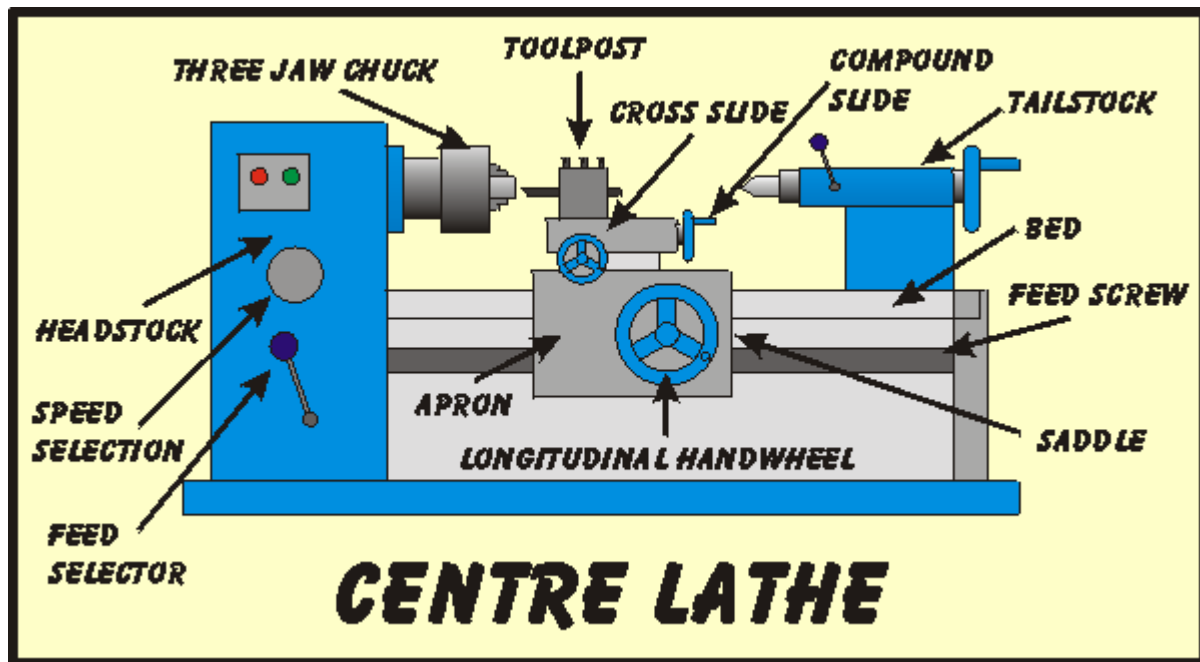 TOOLPOST
THREE JAW CHUCK
COMPOUND
SLIDE
CROSS SLIDE
TAILSTOCK
BED
FEED SCREW
HEADSTOCK
APRON
SPEED
SELECTION
LONGITUDINAL HANDWHEEL
SADDLE
FEED
SELECTOR
CENTRE LATHE